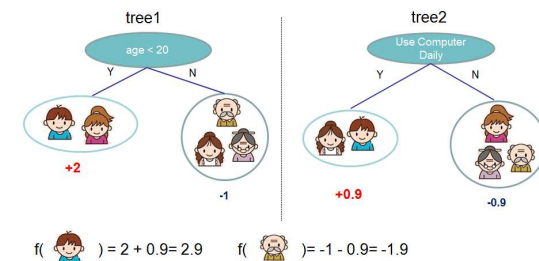 tree1
tree2
age < 20
Use Computer
Daily
Y
N
Y
N
+2
-1
+0.9
-0.9
f( ) = 2 + 0.9= 2.9
f( )= -1 - 0.9= -1.9